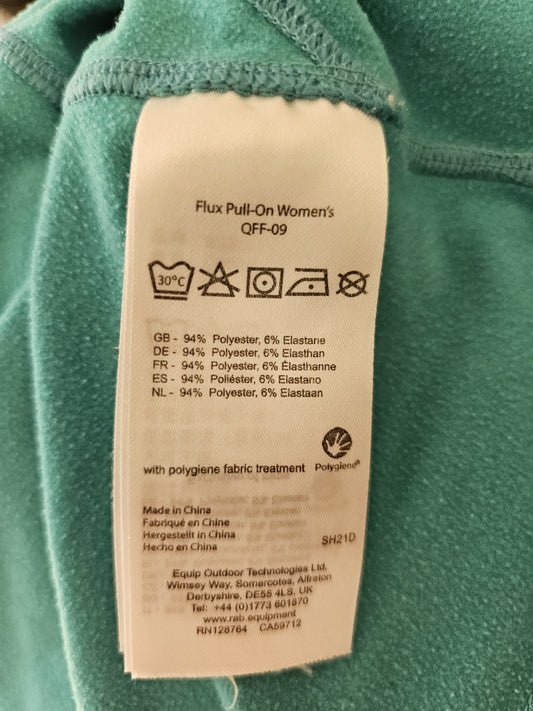 Flux Pull-On Women's
QFF-09
30°C
GB - 94% Polyester, 6% Elastane
DE - 94% Polyester, 6% Elasthan
FR - 94% Polyester, 6% Élasthanne
ES - 94% Poliéster, 6% Elastano
NL - 94% Polyester, 6% Elastaan
with polygiene fabric treatment
Polygiene®
Made in China
Fabriqué en Chine
Hergestellt in China
Hecho en China
SH21D
Equip Outdoor Technologies Ltd.
Wimsey Way, Somercotes, Alfreton
Derbyshire, DE55 4LS, UK
Tel: +44 (0)1773 601870
www.rab.equipment
RN128764 CA59712